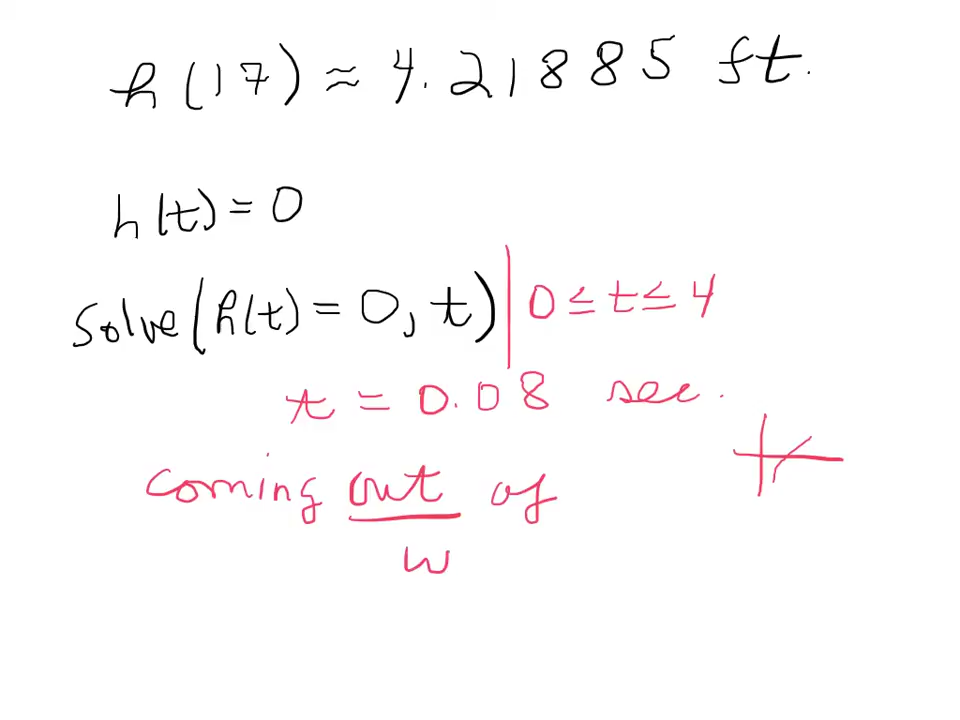 h(17) ≈ 4.21885 ft.
h(t) = 0
solve(h(t) = 0, t) | 0 ≤ t ≤ 4
t = 0.08 sec.
coming out of
w